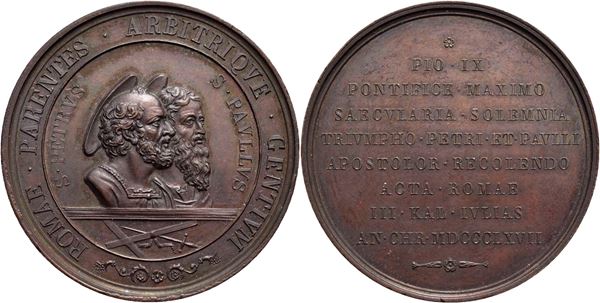 ROMAE · PARENTES · ARBITRIQVE · GENTIVM
S · PETRVS
S · PAVLLVS
PIO · IX
PONTIFICE · MAXIMO
SAECVLARIA · SOLEMNIA
TRIVMPHO · PETRI · ET · PAVLLI
APOSTOLOR · RECOLENDO
ACTA · ROMAE
III · KAL · IVLIAS
AN · CHR · MDCCCLXVII